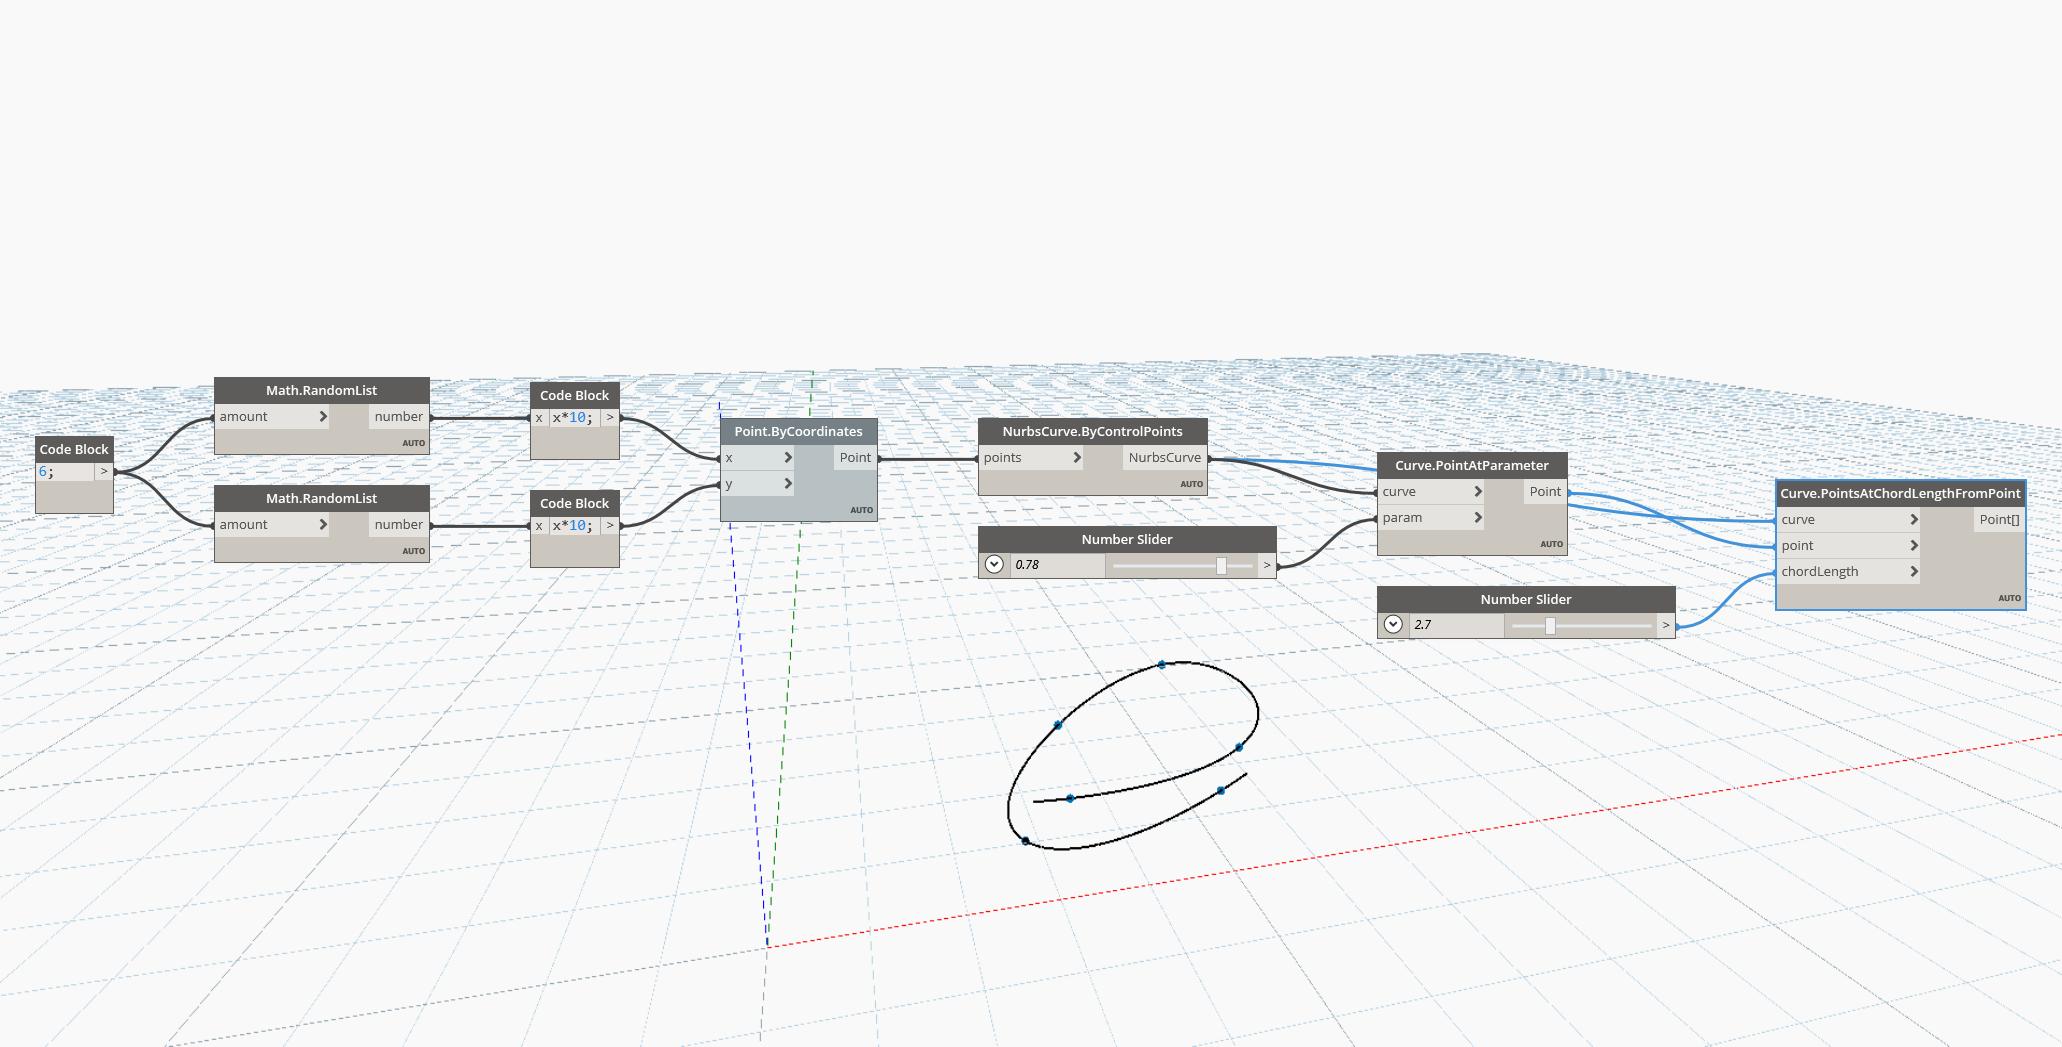 Code Block
6; >
Math.RandomList
amount > number
AUTO
Math.RandomList
amount > number
AUTO
Code Block
x x*10; >
Code Block
x x*10; >
Point.ByCoordinates
x > Point
y >
AUTO
NurbsCurve.ByControlPoints
points > NurbsCurve
AUTO
Number Slider
0.78 >
Curve.PointAtParameter
curve > Point
param >
AUTO
Number Slider
2.7 >
Curve.PointsAtChordLengthFromPoint
curve > Point[]
point >
chordLength >
AUTO